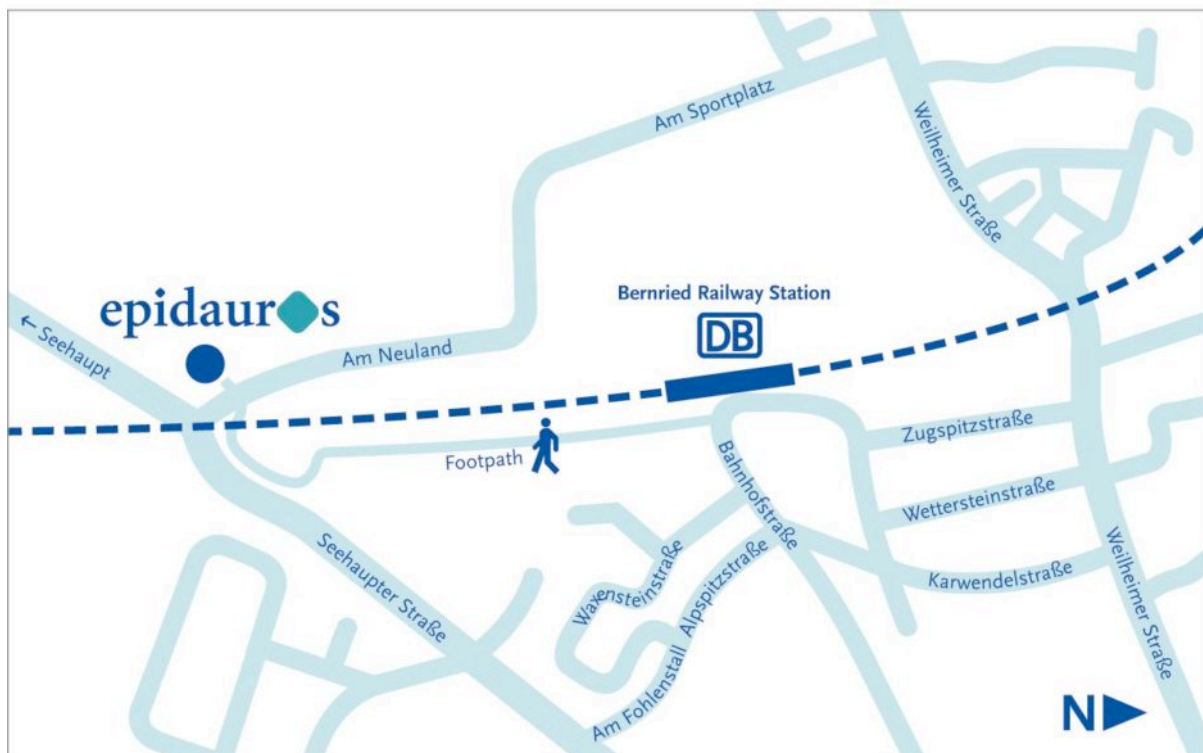 Am Sportplatz
Weilheimer Straße
Bernried Railway Station
DB
epidauros
← Seehaupt
Am Neuland
Footpath
Zugspitzstraße
Bahnhofstraße
Wettersteinstraße
Seehaupter Straße
Waxensteinstraße
Alpspitzstraße
Karwendelstraße
Weilheimer Straße
Am Fohlenstall
N